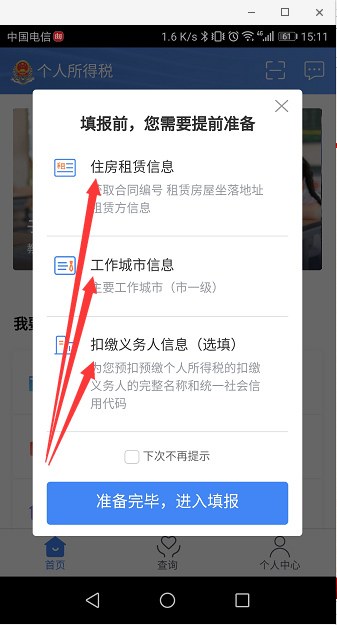 中国电信
1.6 K/s
61
15:11
个人所得税
填报前，您需要提前准备
租
住房租赁信息
取合同编号 租赁房屋坐落地址
租赁方信息
工作城市信息
主要工作城市（市一级）
扣缴义务人信息（选填）
为您预扣预缴个人所得税的扣缴
义务人的完整名称和统一社会信
用代码
下次不再提示
准备完毕，进入填报
首页
查询
个人中心